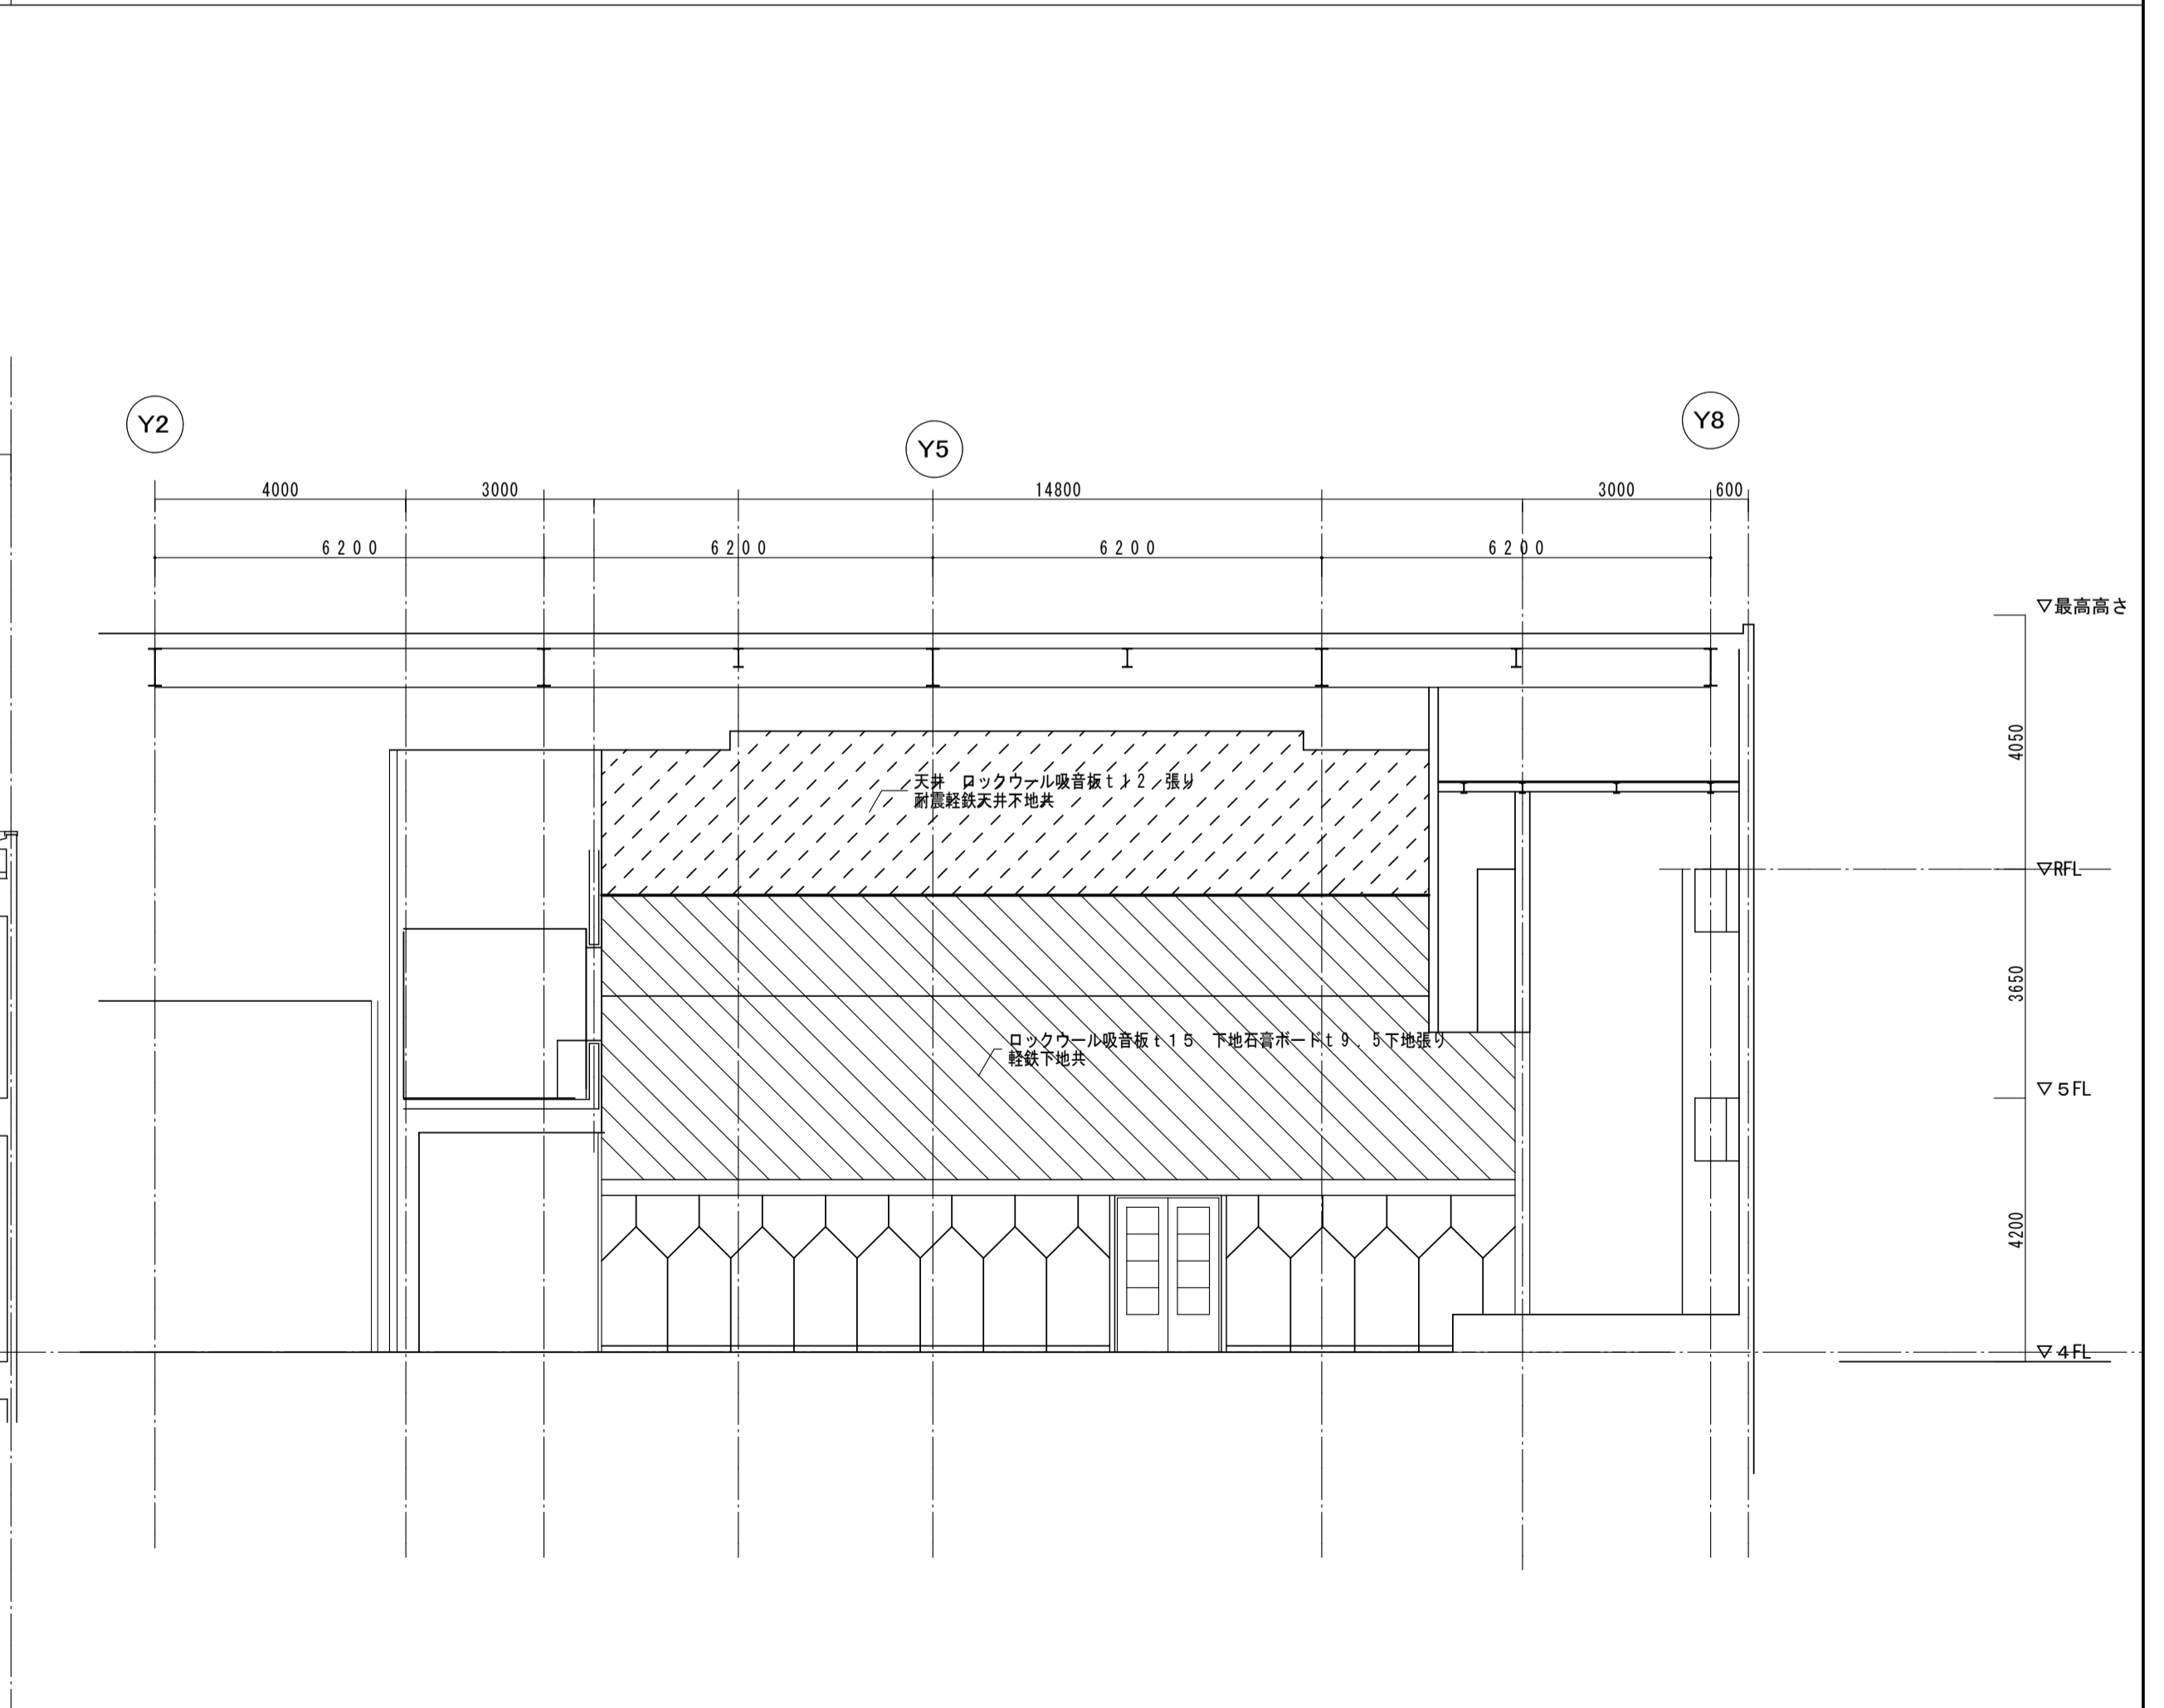 Y2
Y5
Y8
4000
3000
14800
3000
600
6200
6200
6200
6200
▽最高高さ
4050
天井　ロックウール吸音板ｔ１２　張り
耐震軽鉄天井下地共
▽RFL
3650
ロックウール吸音板ｔ１５　下地石膏ボードｔ９．５下地張り
軽鉄下地共
▽５FL
4200
▽４FL